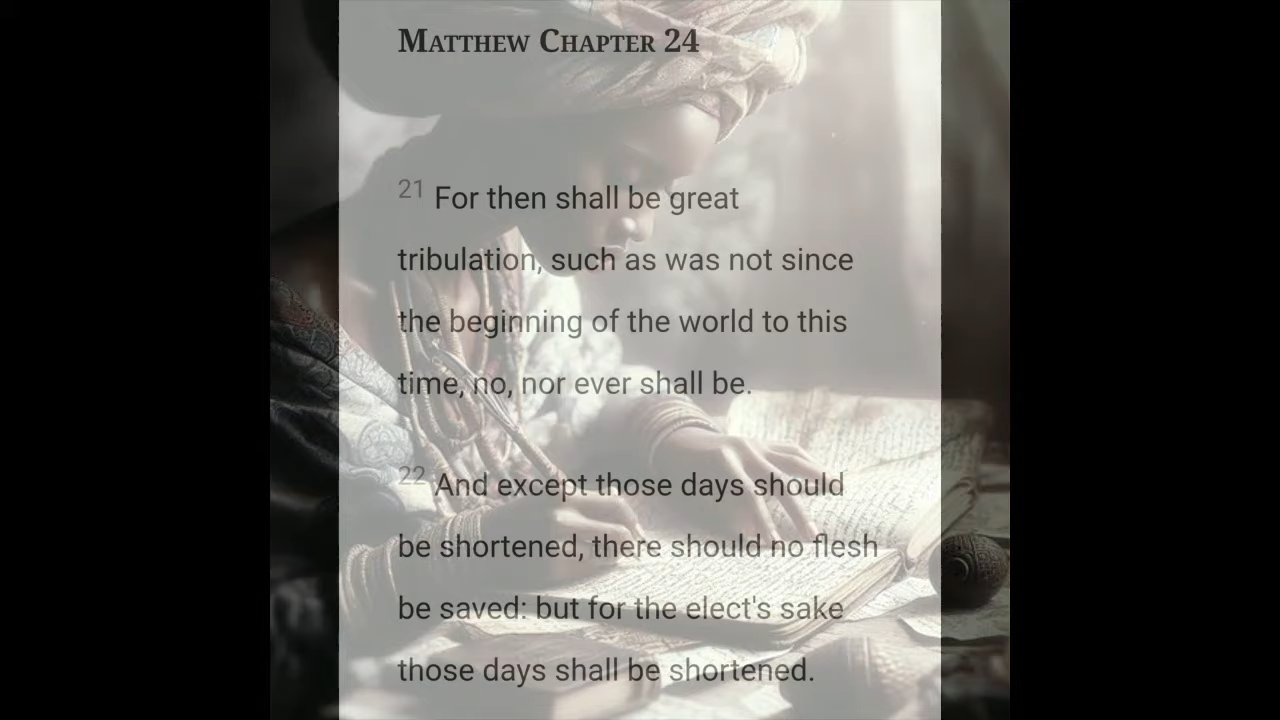 Matthew Chapter 24
21 For then shall be great
tribulation, such as was not since
the beginning of the world to this
time, no, nor ever shall be.
22 And except those days should
be shortened, there should no flesh
be saved: but for the elect's sake
those days shall be shortened.